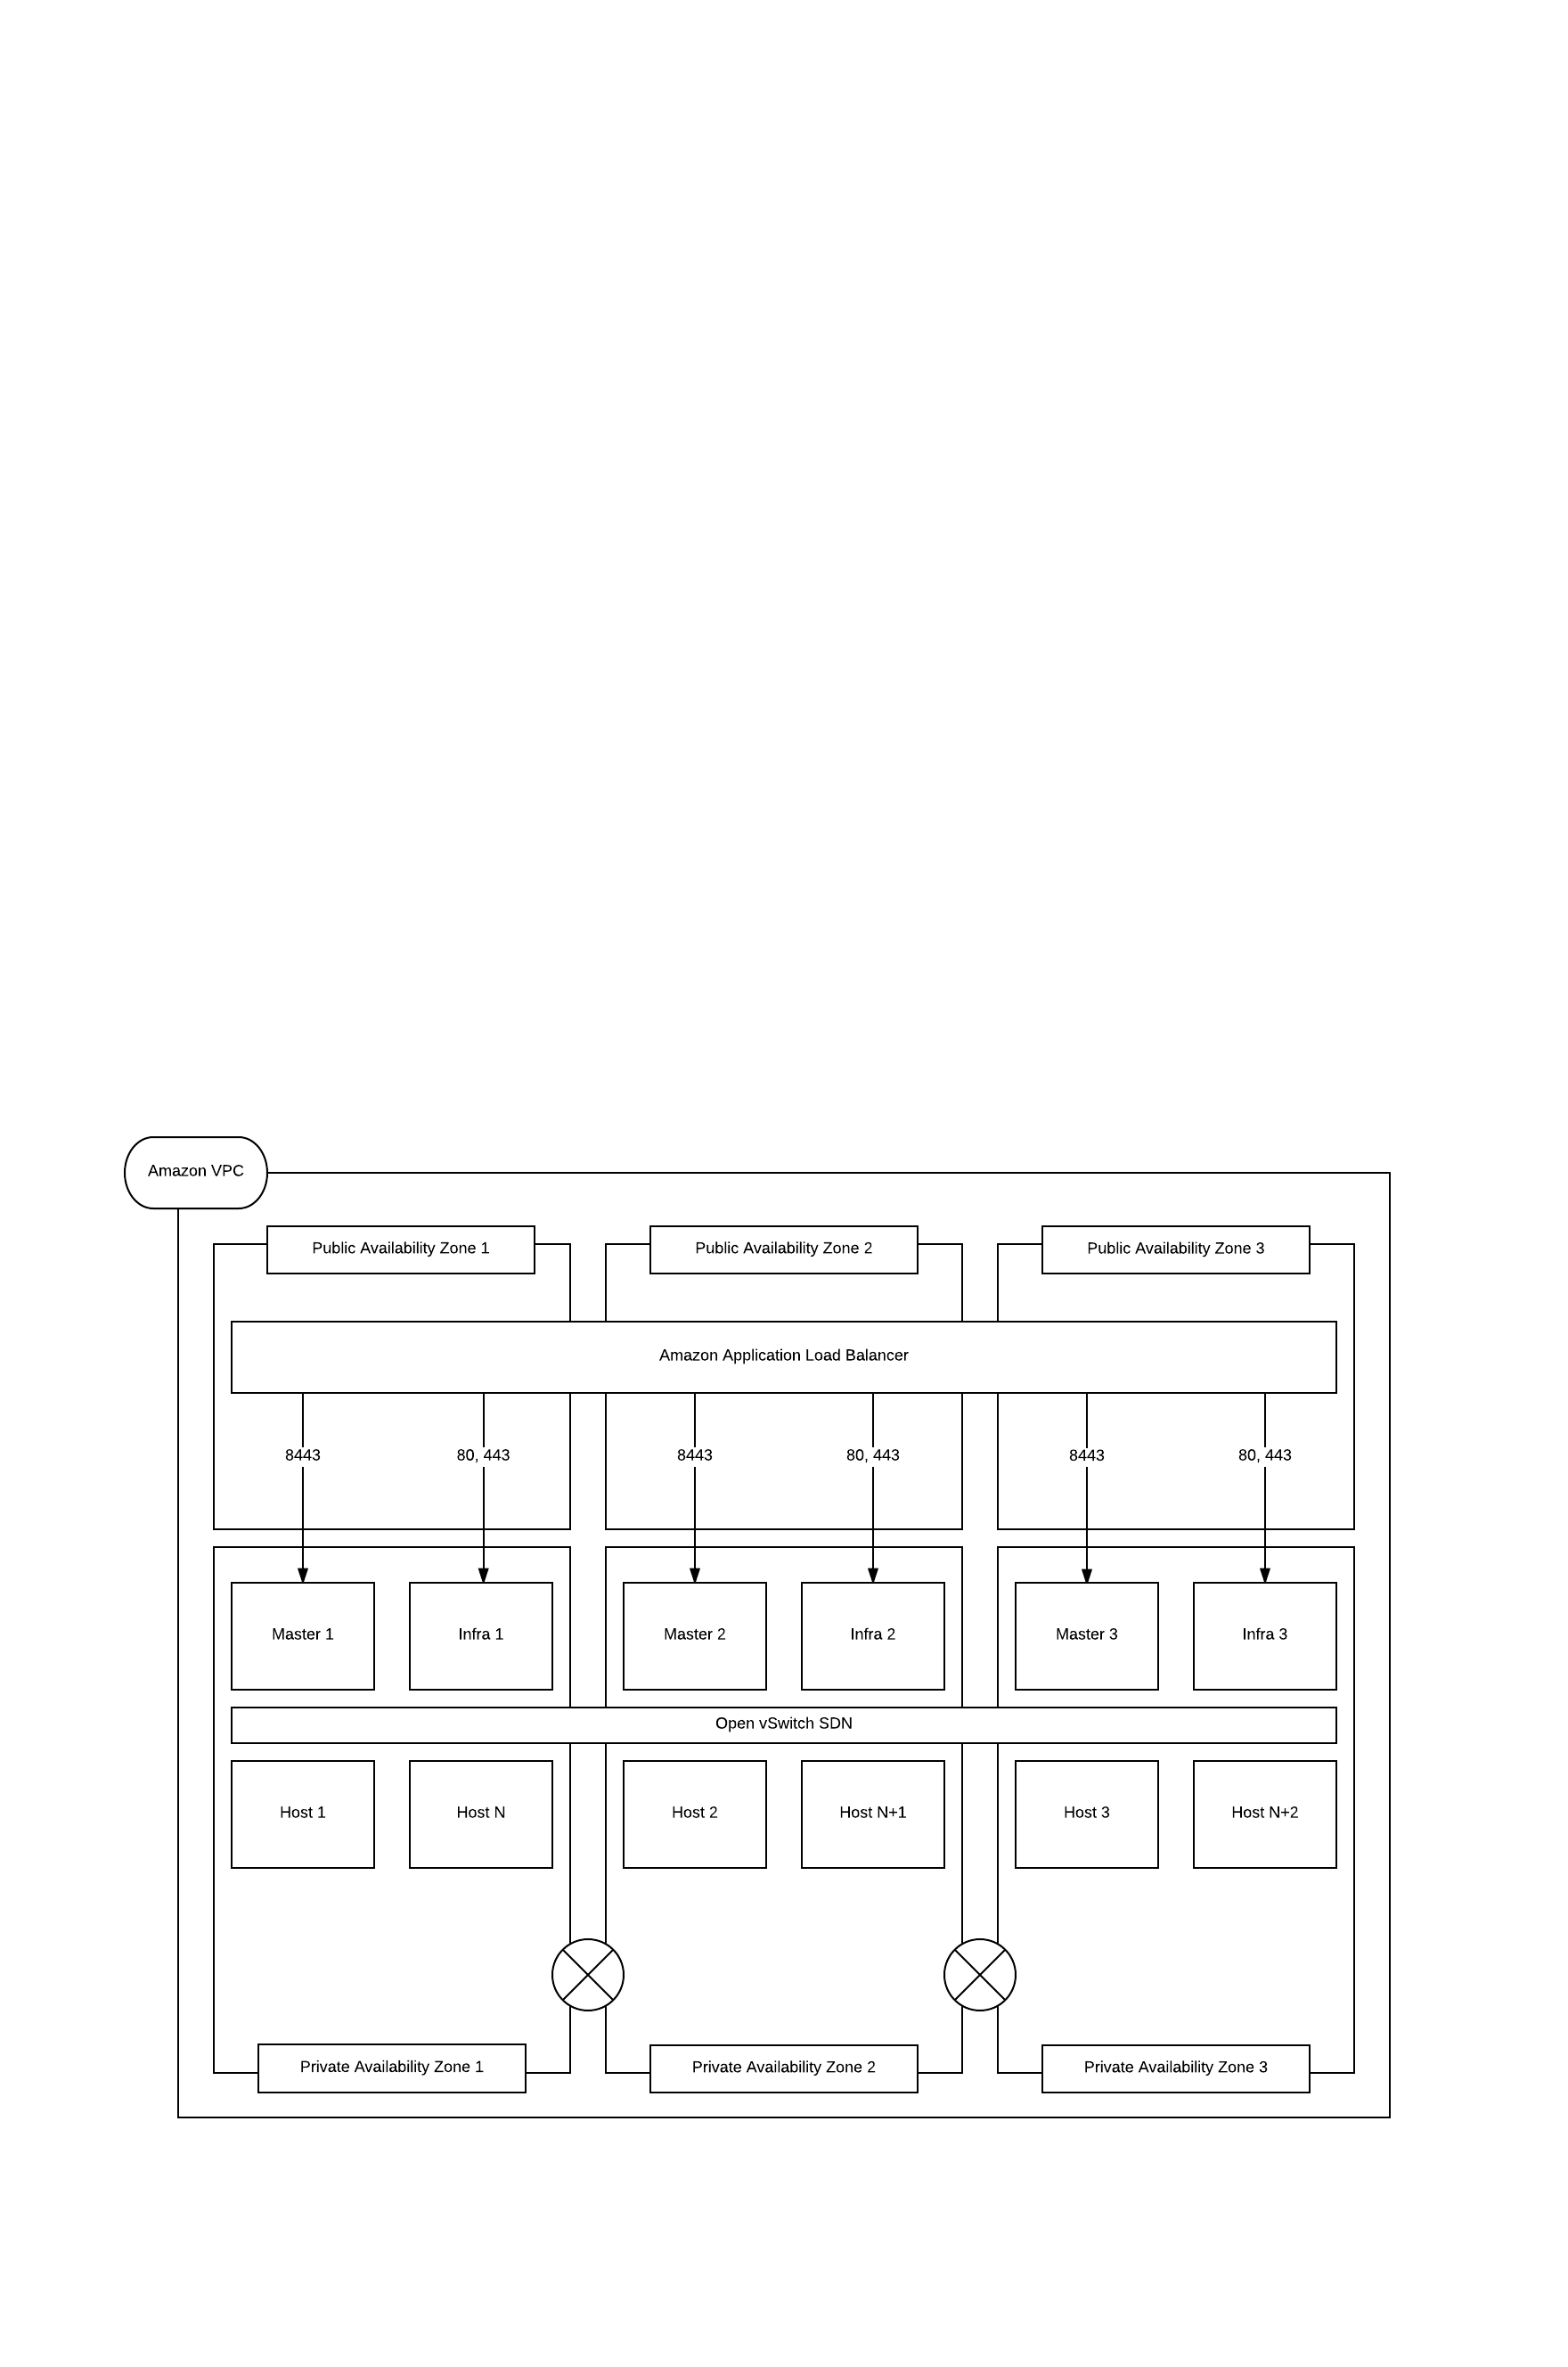 Amazon VPC
Public Availability Zone 1
Public Availability Zone 2
Public Availability Zone 3
Amazon Application Load Balancer
8443
80, 443
8443
80, 443
8443
80, 443
Master 1
Infra 1
Master 2
Infra 2
Master 3
Infra 3
Open vSwitch SDN
Host 1
Host N
Host 2
Host N+1
Host 3
Host N+2
Private Availability Zone 1
Private Availability Zone 2
Private Availability Zone 3